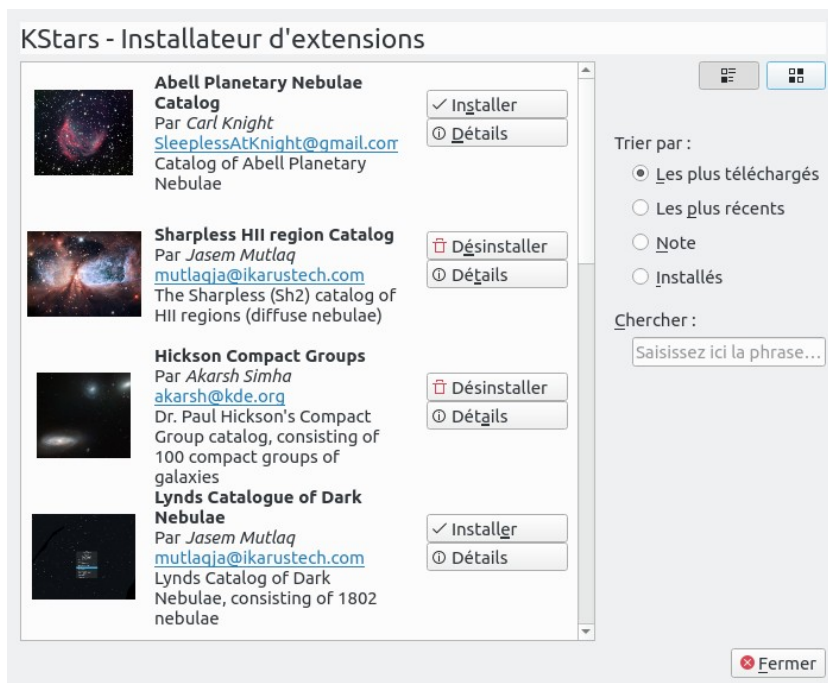 KStars - Installateur d'extensions
Abell Planetary Nebulae
Catalog
Par Carl Knight
SleeplessAtKnight@gmail.com
Catalog of Abell Planetary
Nebulae
Installer
Détails
Sharpless HII region Catalog
Par Jasem Mutlaq
mutlaqja@ikarustech.com
The Sharpless (Sh2) catalog of
HII regions (diffuse nebulae)
Désinstaller
Détails
Hickson Compact Groups
Par Akarsh Simha
akarsh@kde.org
Dr. Paul Hickson's Compact
Group catalog, consisting of
100 compact groups of
galaxies
Désinstaller
Détails
Lynds Catalogue of Dark
Nebulae
Par Jasem Mutlaq
mutlaqja@ikarustech.com
Lynds Catalog of Dark
Nebulae, consisting of 1802
nebulae
Installer
Détails
Trier par :
Les plus téléchargés
Les plus récents
Note
Installés
Chercher :
Saisissez ici la phrase...
Fermer